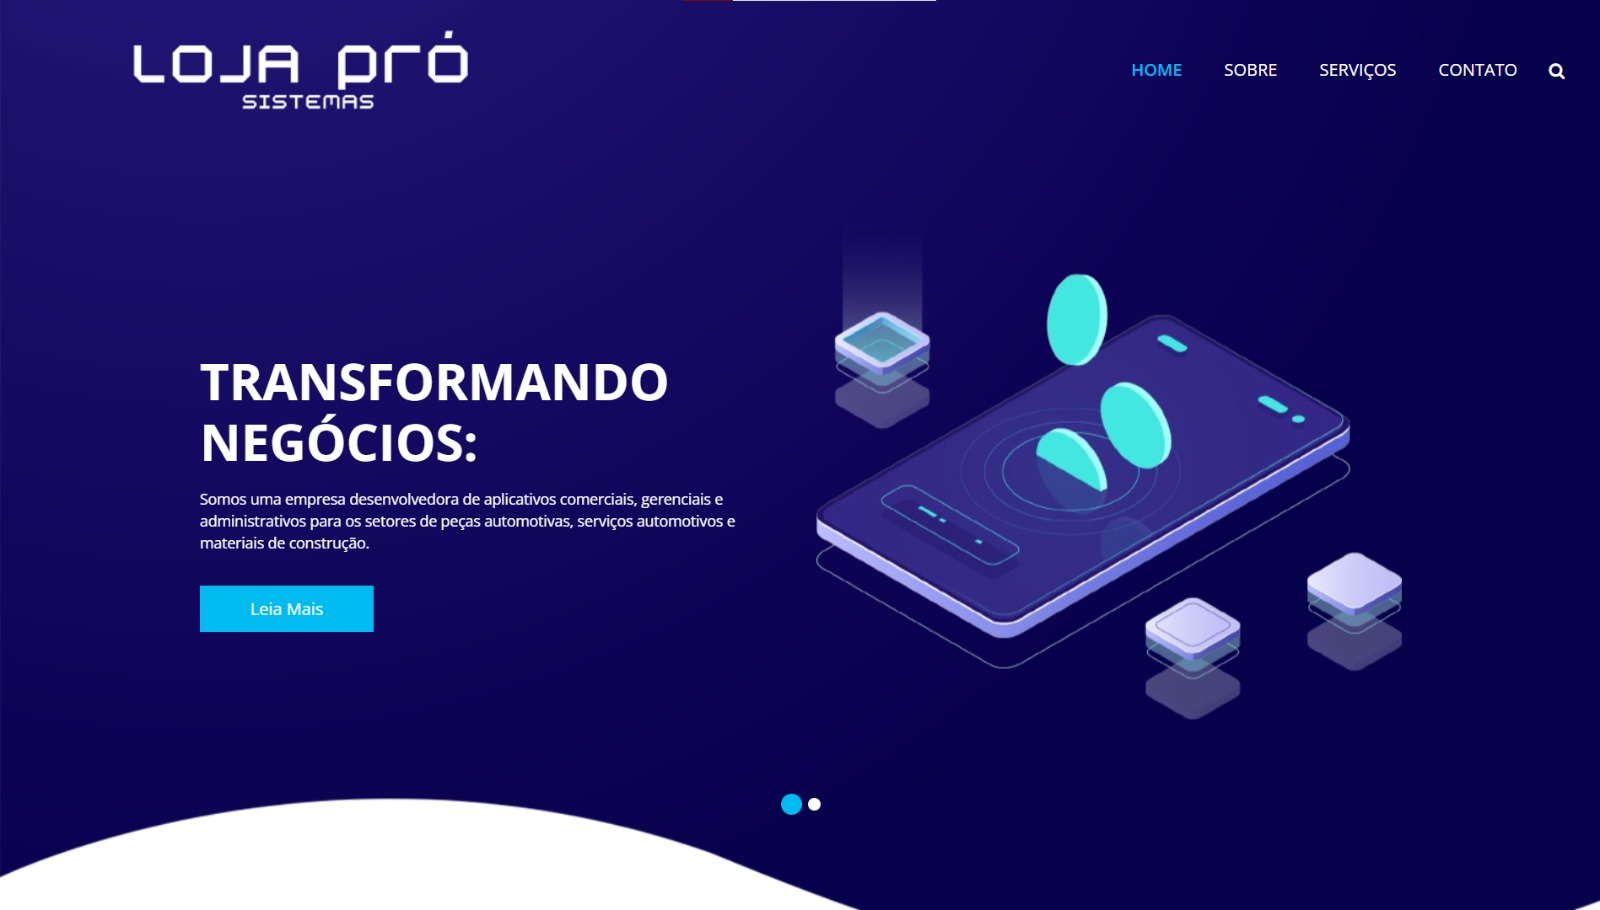 LOJA PRÓ
SISTEMAS
HOME SOBRE SERVIÇOS CONTATO
TRANSFORMANDO
NEGÓCIOS:
Somos uma empresa desenvolvedora de aplicativos comerciais, gerenciais e
administrativos para os setores de peças automotivas, serviços automotivos e
materiais de construção.
Leia Mais